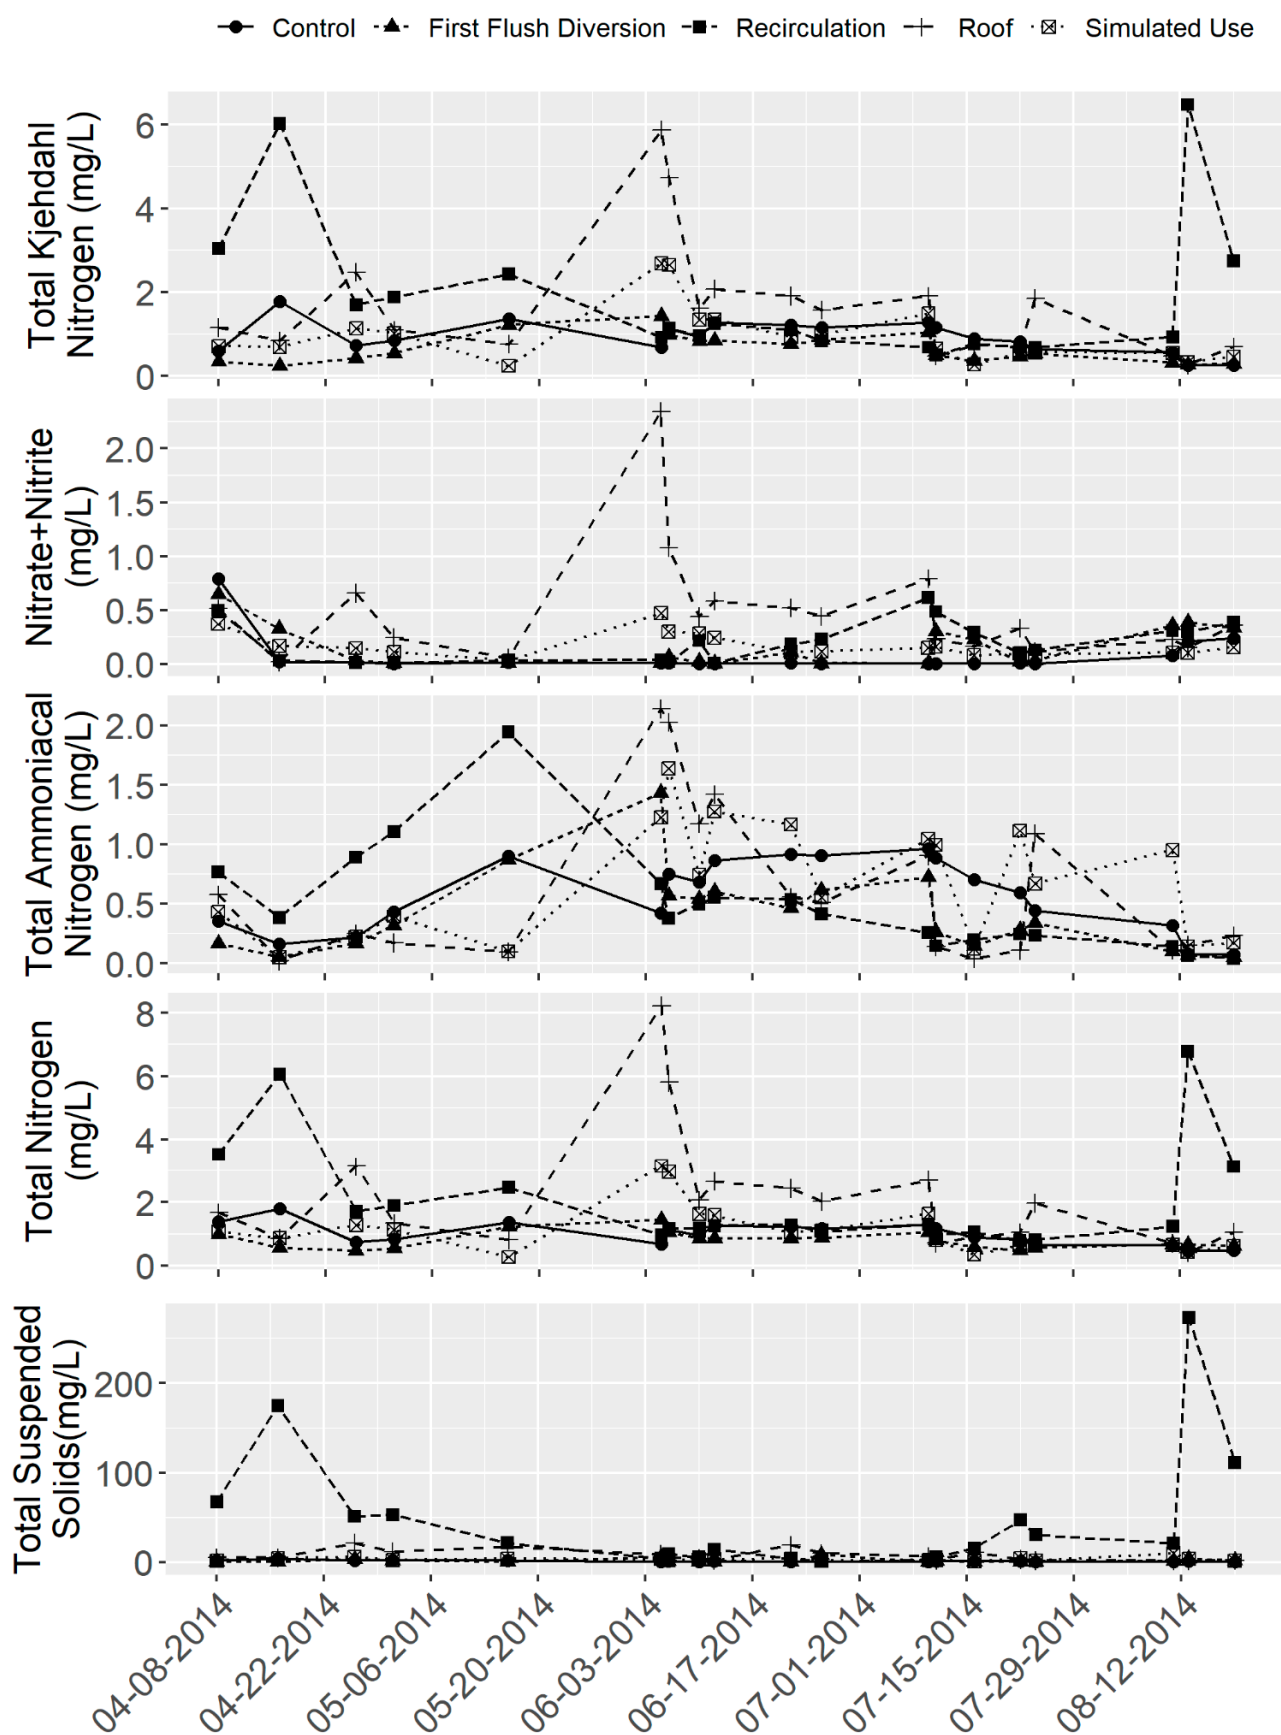 Control First Flush Diversion Recirculation Roof Simulated Use
Total Kjehdahl
Nitrogen (mg/L)
6
4
2
0
Nitrate+Nitrite
(mg/L)
2.0
1.5
1.0
0.5
0.0
Total Ammoniacal
Nitrogen (mg/L)
2.0
1.5
1.0
0.5
0.0
Total Nitrogen
(mg/L)
8
6
4
2
0
Total Suspended
Solids(mg/L)
200
100
0
04-08-2014
04-22-2014
05-06-2014
05-20-2014
06-03-2014
06-17-2014
07-01-2014
07-15-2014
07-29-2014
08-12-2014